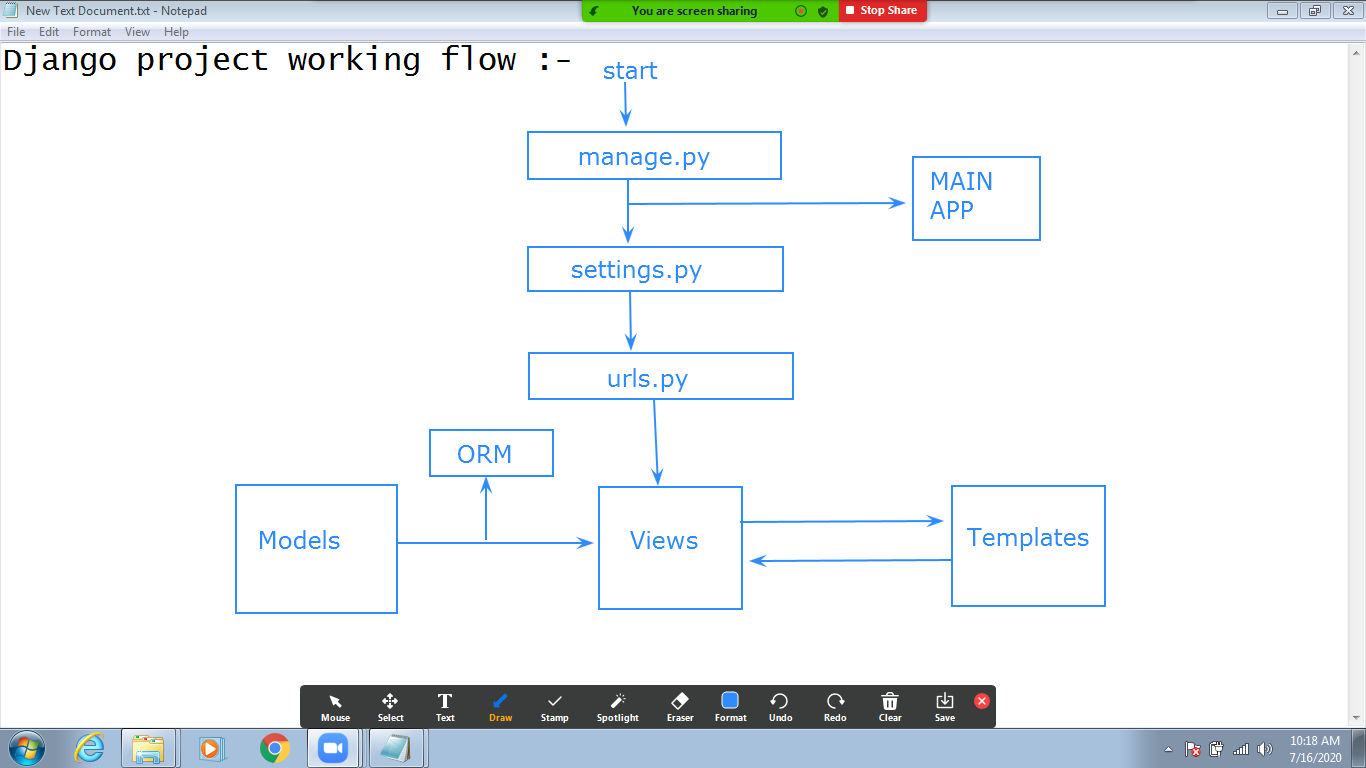 New Text Document.txt - Notepad
You are screen sharing
Stop Share
File Edit Format View Help
Django project working flow :-
start
manage.py
MAIN
APP
settings.py
urls.py
ORM
Models
Views
Templates
Mouse Select Text Draw Stamp Spotlight Eraser Format Undo Redo Clear Save
10:18 AM
7/16/2020